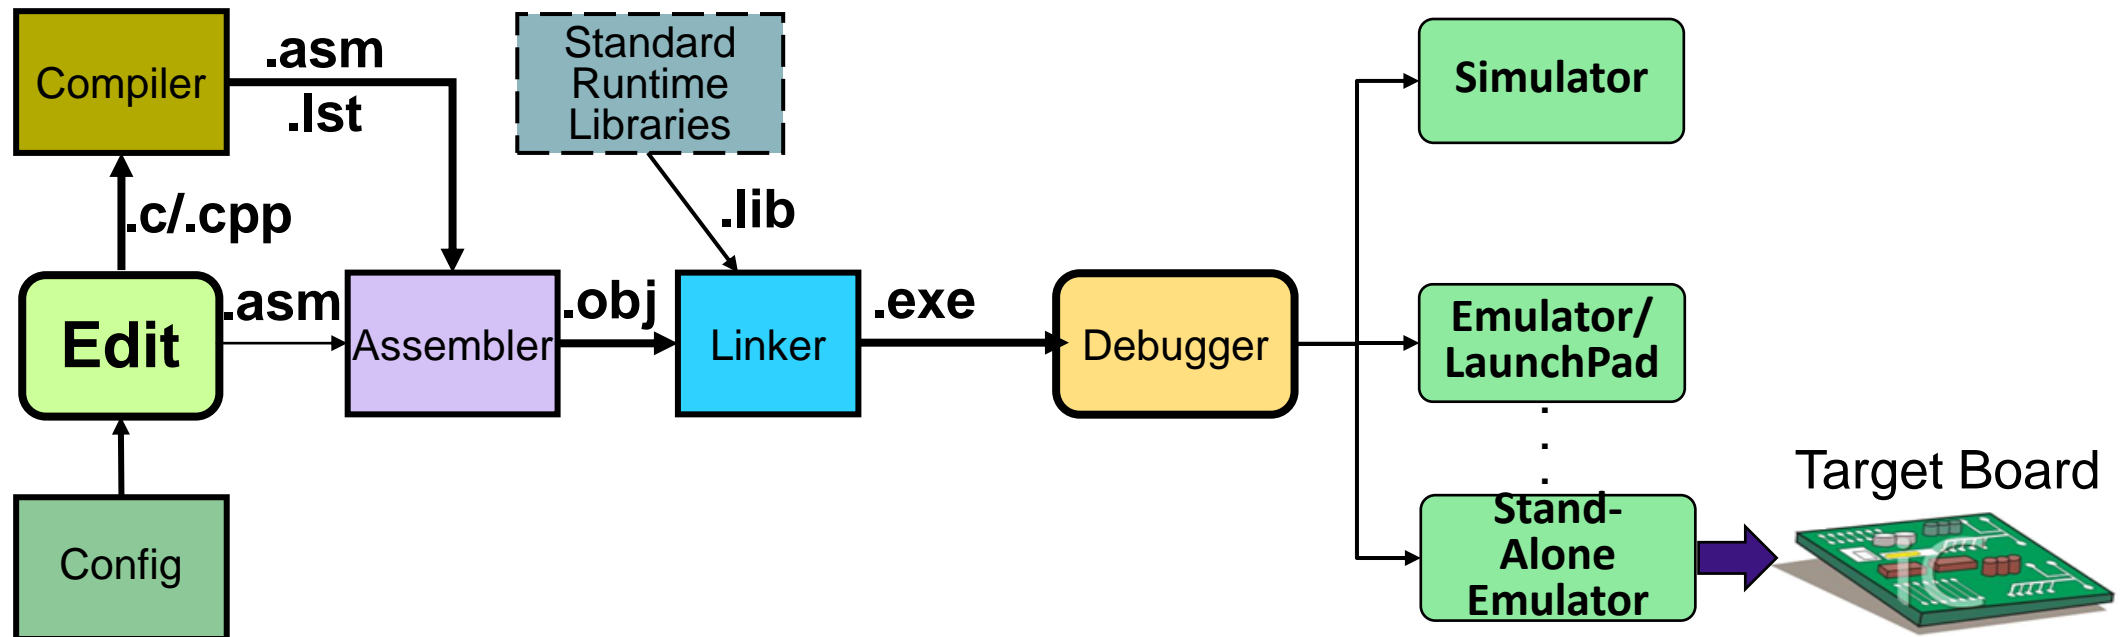 Compiler
.asm
.lst
Standard
Runtime
Libraries
Simulator
.c/.cpp
.lib
Edit
.asm
Assembler
.obj
Linker
.exe
Debugger
Emulator/
LaunchPad
.
.
.
Target Board
Config
Stand-
Alone
Emulator